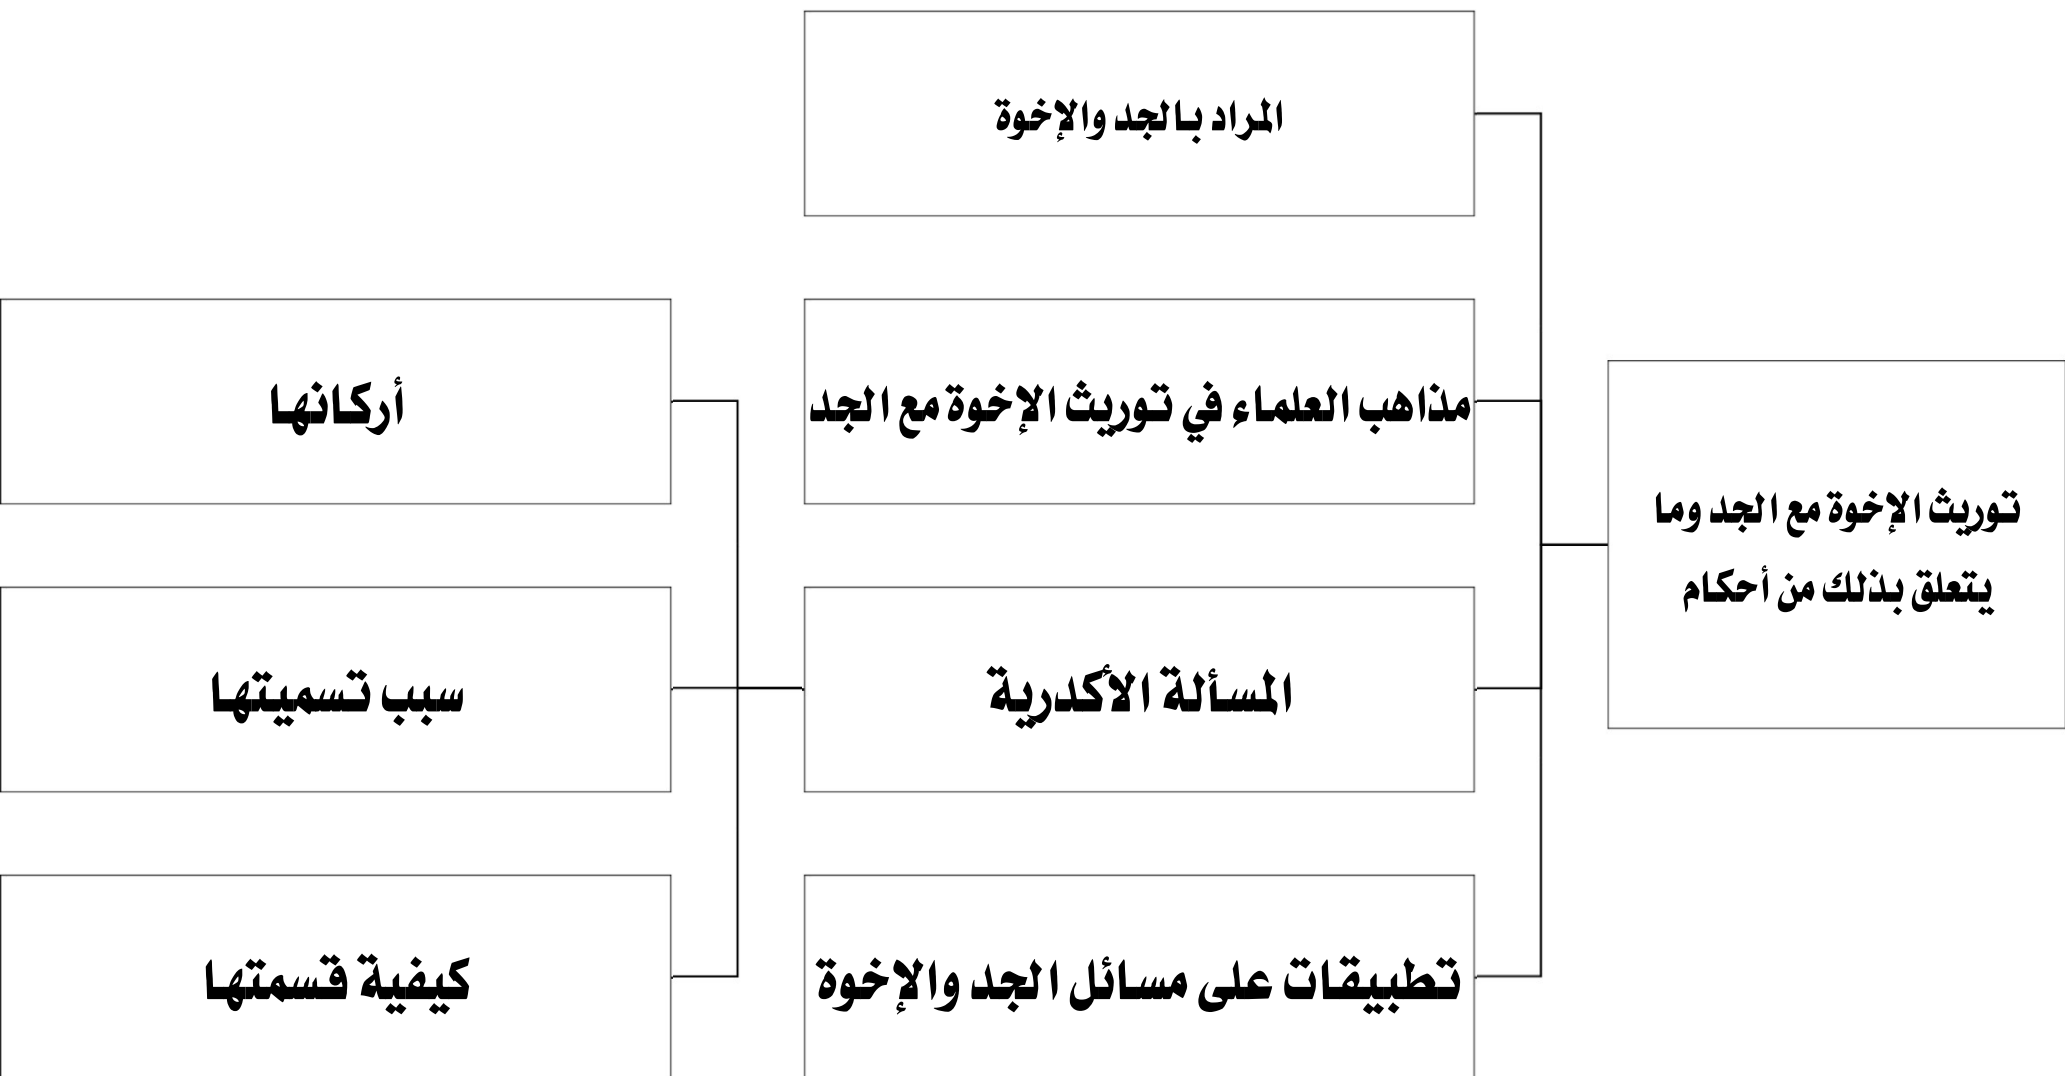 توريث الإخوة مع الجد وما
يتعلق بذلك من أحكام
المراد بالجد والإخوة
مذاهب العلماء في توريث الإخوة مع الجد
المسألة الأكدرية
أركانها
سبب تسميتها
كيفية قسمتها
تطبيقات على مسائل الجد والإخوة